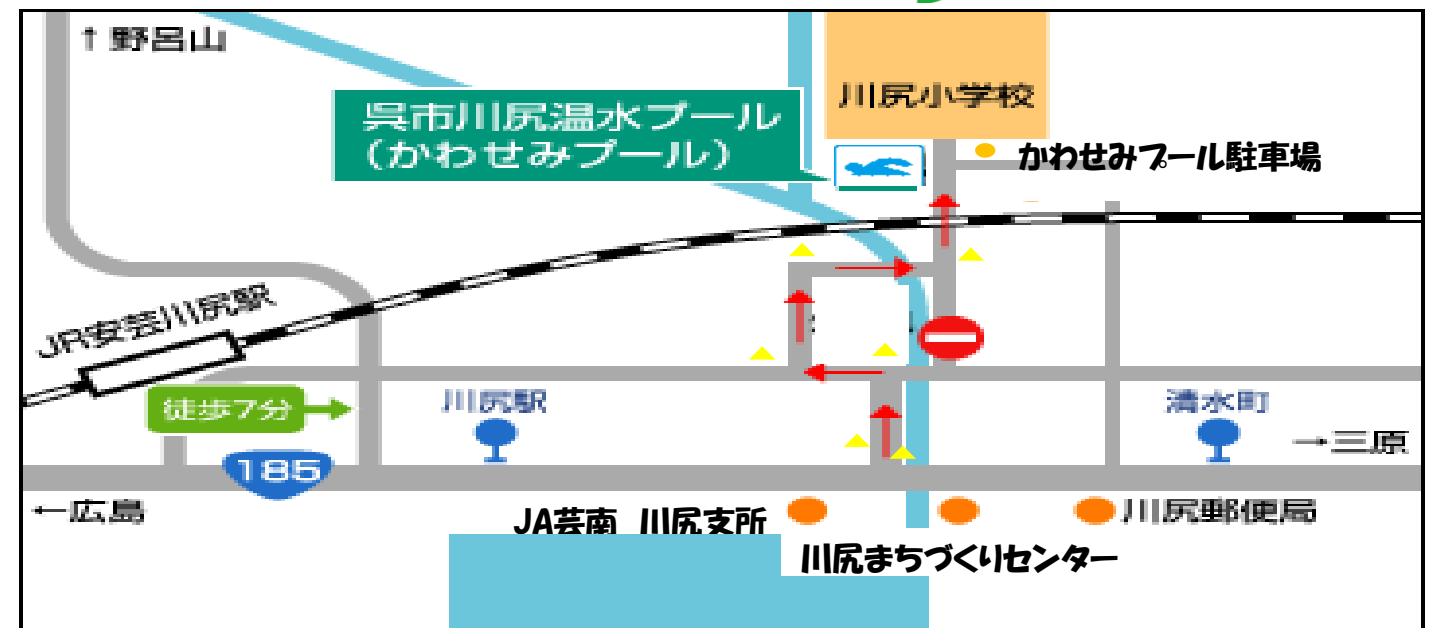 ↑野呂山
川尻小学校
呉市川尻温水プール
(かわせみプール)
かわせみプール駐車場
JR安芸川尻駅
徒歩7分
川尻駅
清水町
→三原
185
←広島
JA芸南 川尻支所
川尻郵便局
川尻まちづくりセンター